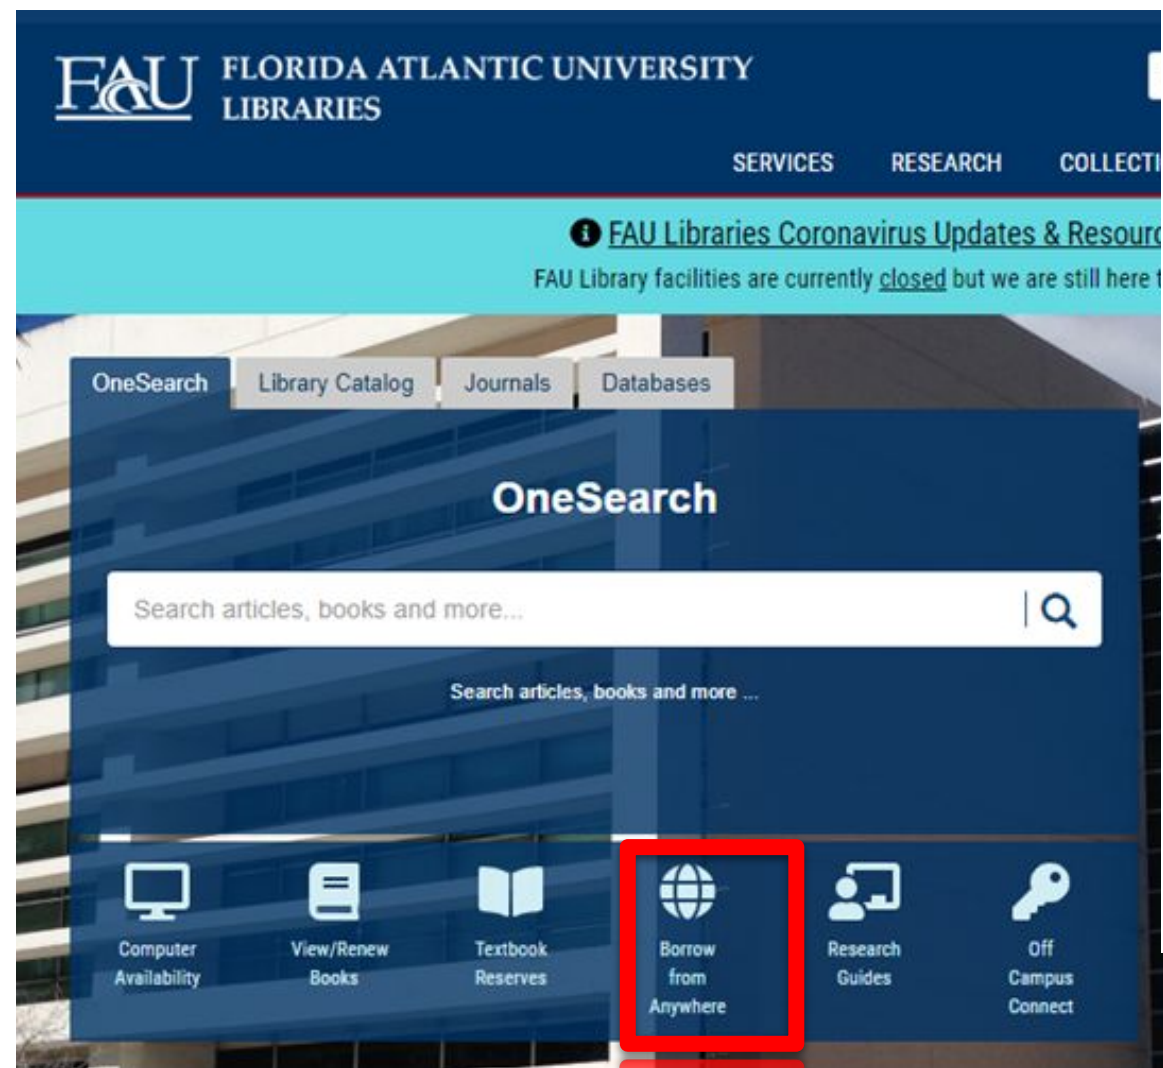 FAU
FLORIDA ATLANTIC UNIVERSITY
LIBRARIES
SERVICES RESEARCH COLLECTI
FAU Libraries Coronavirus Updates & Resourc
FAU Library facilities are currently closed but we are still here t
OneSearch Library Catalog Journals Databases
OneSearch
Search articles, books and more...
Search articles, books and more ...
Computer
Availability
View/Renew
Books
Textbook
Reserves
Borrow
from
Anywhere
Research
Guides
Off
Campus
Connect